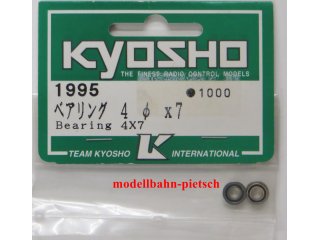 KYOSHO
THE FINEST RADIO CONTROL MODELS
1995
●1000
ベアリング 4 φ x7
Bearing 4X7
TEAM KYOSHO K INTERNATIONAL
modellbahn-pietsch